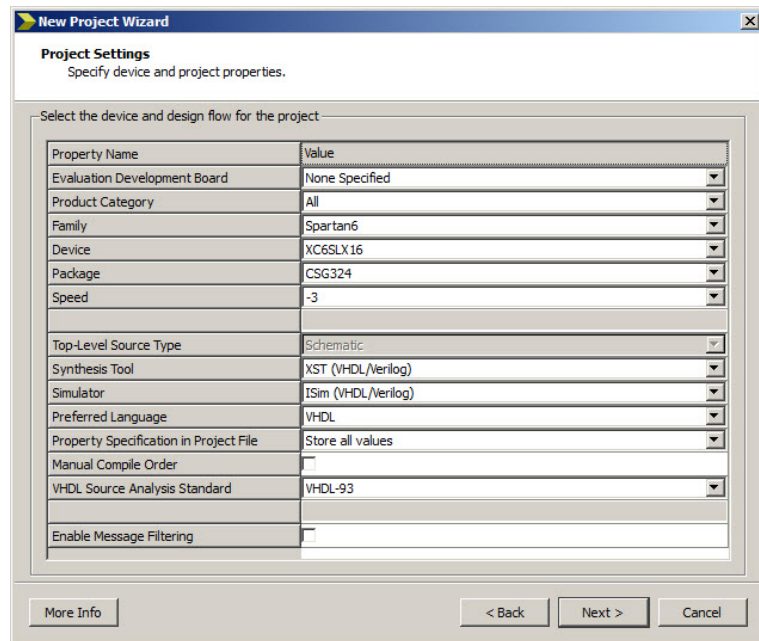 New Project Wizard
Project Settings
Specify device and project properties.
Select the device and design flow for the project
Property Name Value
Evaluation Development Board None Specified
Product Category All
Family Spartan6
Device XC6SLX16
Package CSG324
Speed -3
Top-Level Source Type Schematic
Synthesis Tool XST (VHDL/Verilog)
Simulator ISim (VHDL/Verilog)
Preferred Language VHDL
Property Specification in Project File Store all values
Manual Compile Order
VHDL Source Analysis Standard VHDL-93
Enable Message Filtering
More Info < Back Next > Cancel